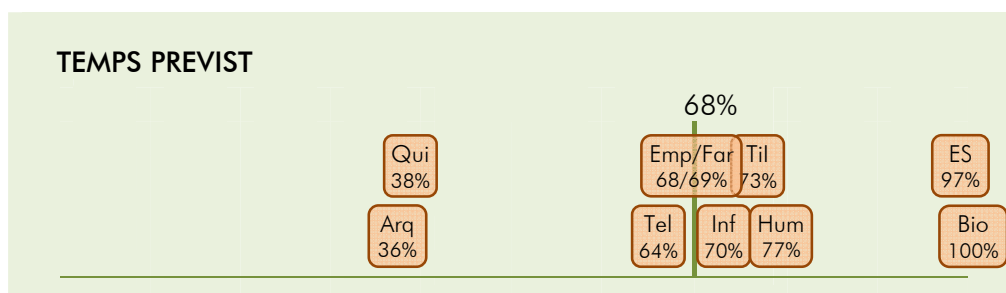 TEMPS PREVIST
68%
Qui
38%
Emp/Far
68/69%
Til
73%
ES
97%
Arq
36%
Tel
64%
Inf
70%
Hum
77%
Bio
100%